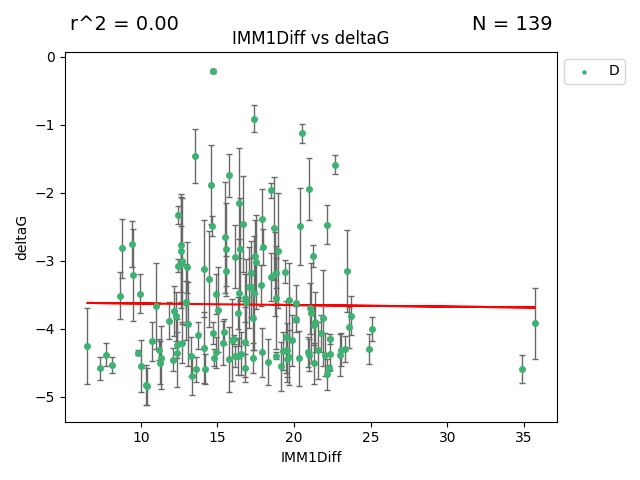 r^2 = 0.00
N = 139
IMM1Diff vs deltaG
D
0
−1
−2
−3
−4
−5
deltaG
10
15
20
25
30
35
IMM1Diff